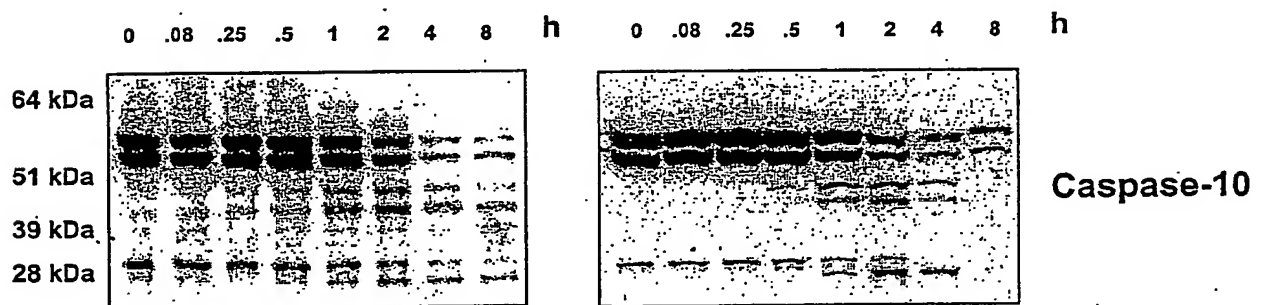 0 .08 .25 .5 1 2 4 8 h 0 .08 .25 .5 1 2 4 8 h
64 kDa
51 kDa
Caspase-10
39 kDa
28 kDa